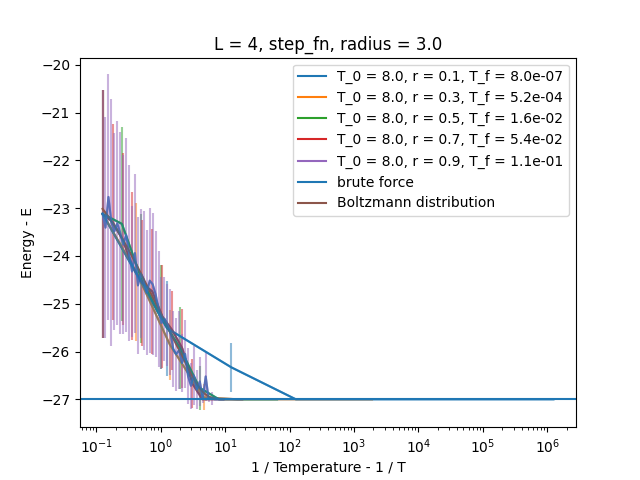 L = 4, step_fn, radius = 3.0
Energy - E
−20
−21
−22
−23
−24
−25
−26
−27
T_0 = 8.0, r = 0.1, T_f = 8.0e-07
T_0 = 8.0, r = 0.3, T_f = 5.2e-04
T_0 = 8.0, r = 0.5, T_f = 1.6e-02
T_0 = 8.0, r = 0.7, T_f = 5.4e-02
T_0 = 8.0, r = 0.9, T_f = 1.1e-01
brute force
Boltzmann distribution
10⁻¹ 10⁰ 10¹ 10² 10³ 10⁴ 10⁵ 10⁶
1 / Temperature - 1 / T